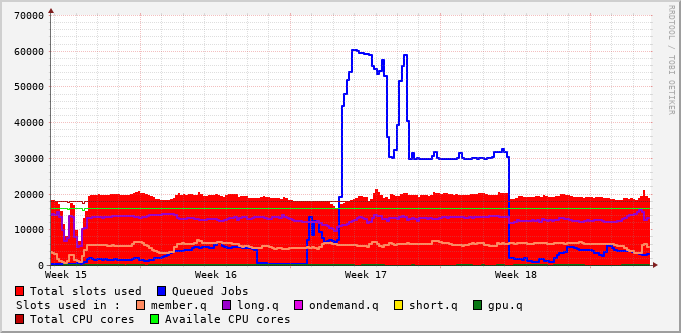 70000
60000
50000
40000
30000
20000
10000
0
Week 15 Week 16 Week 17 Week 18
Total slots used Queued Jobs
Slots used in : member.q long.q ondemand.q short.q gpu.q
Total CPU cores Availale CPU cores
RRDTOOL / TOBI OETIKER